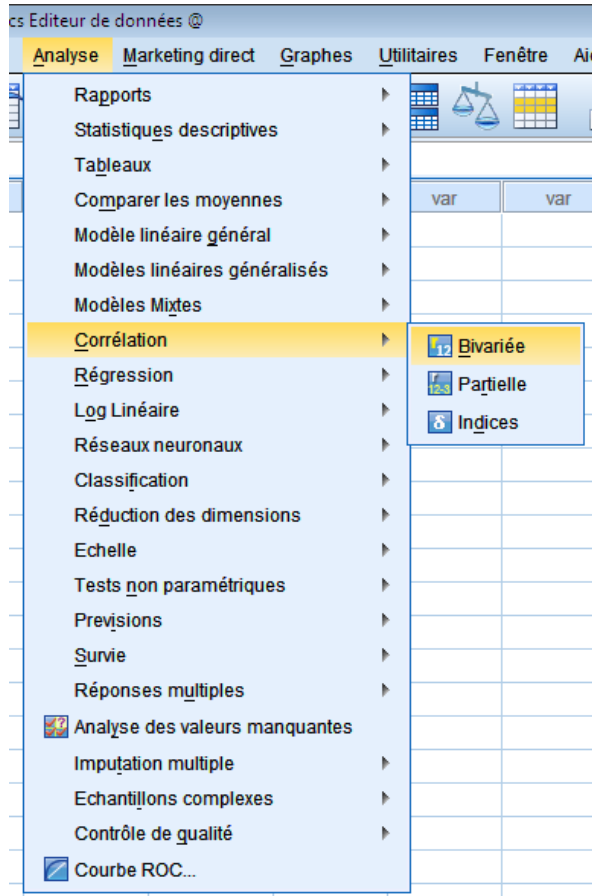 cs Editeur de données @
Analyse Marketing direct Graphes Utilitaires Fenêtre Aid
Rapports
Statistiques descriptives
Tableaux
Comparer les moyennes
var var
Modèle linéaire général
Modèles linéaires généralisés
Modèles Mixtes
Corrélation
Bivariée
Régression
Partielle
Log Linéaire
Indices
Réseaux neuronaux
Classification
Réduction des dimensions
Echelle
Tests non paramétriques
Previsions
Survie
Réponses multiples
Analyse des valeurs manquantes
Imputation multiple
Echantillons complexes
Contrôle de qualité
Courbe ROC...